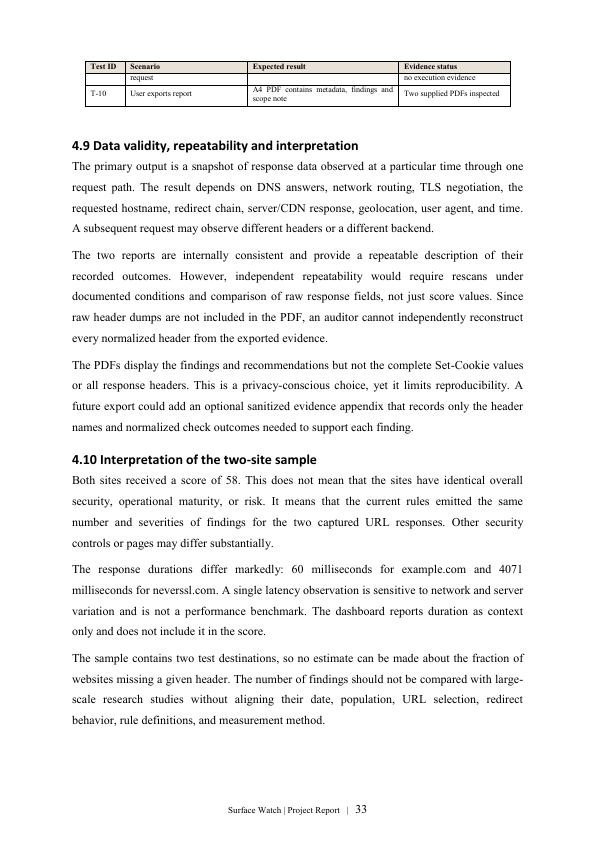 Test ID Scenario Expected result Evidence status
request no execution evidence
T-10 User exports report A4 PDF contains metadata, findings and scope note Two supplied PDFs inspected
4.9 Data validity, repeatability and interpretation
The primary output is a snapshot of response data observed at a particular time through one
request path. The result depends on DNS answers, network routing, TLS negotiation, the
requested hostname, redirect chain, server/CDN response, geolocation, user agent, and time.
A subsequent request may observe different headers or a different backend.
The two reports are internally consistent and provide a repeatable description of their
recorded outcomes. However, independent repeatability would require rescans under
documented conditions and comparison of raw response fields, not just score values. Since
raw header dumps are not included in the PDF, an auditor cannot independently reconstruct
every normalized header from the exported evidence.
The PDFs display the findings and recommendations but not the complete Set-Cookie values
or all response headers. This is a privacy-conscious choice, yet it limits reproducibility. A
future export could add an optional sanitized evidence appendix that records only the header
names and normalized check outcomes needed to support each finding.
4.10 Interpretation of the two-site sample
Both sites received a score of 58. This does not mean that the sites have identical overall
security, operational maturity, or risk. It means that the current rules emitted the same
number and severities of findings for the two captured URL responses. Other security
controls or pages may differ substantially.
The response durations differ markedly: 60 milliseconds for example.com and 4071
milliseconds for neverssl.com. A single latency observation is sensitive to network and server
variation and is not a performance benchmark. The dashboard reports duration as context
only and does not include it in the score.
The sample contains two test destinations, so no estimate can be made about the fraction of
websites missing a given header. The number of findings should not be compared with large-
scale research studies without aligning their date, population, URL selection, redirect
behavior, rule definitions, and measurement method.
Surface Watch | Project Report | 33